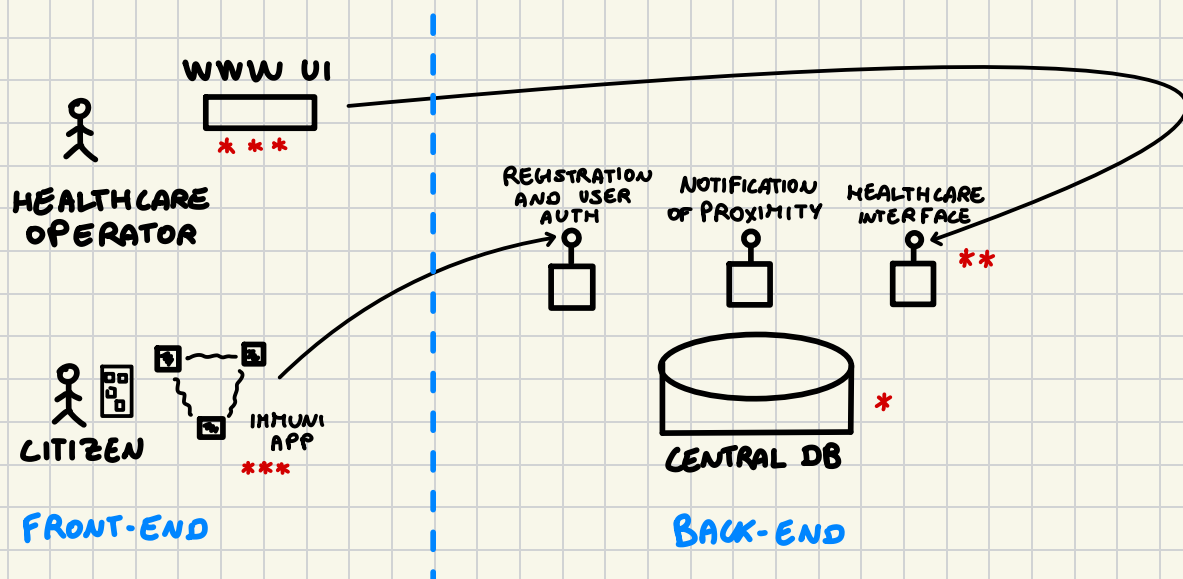 WWW UI
* * *
HEALTHCARE
OPERATOR
REGISTRATION
AND USER
AUTH
NOTIFICATION
OF PROXIMITY
HEALTHCARE
INTERFACE
**
IMMUNI
APP
***
CITIZEN
*
CENTRAL DB
FRONT-END
BACK-END